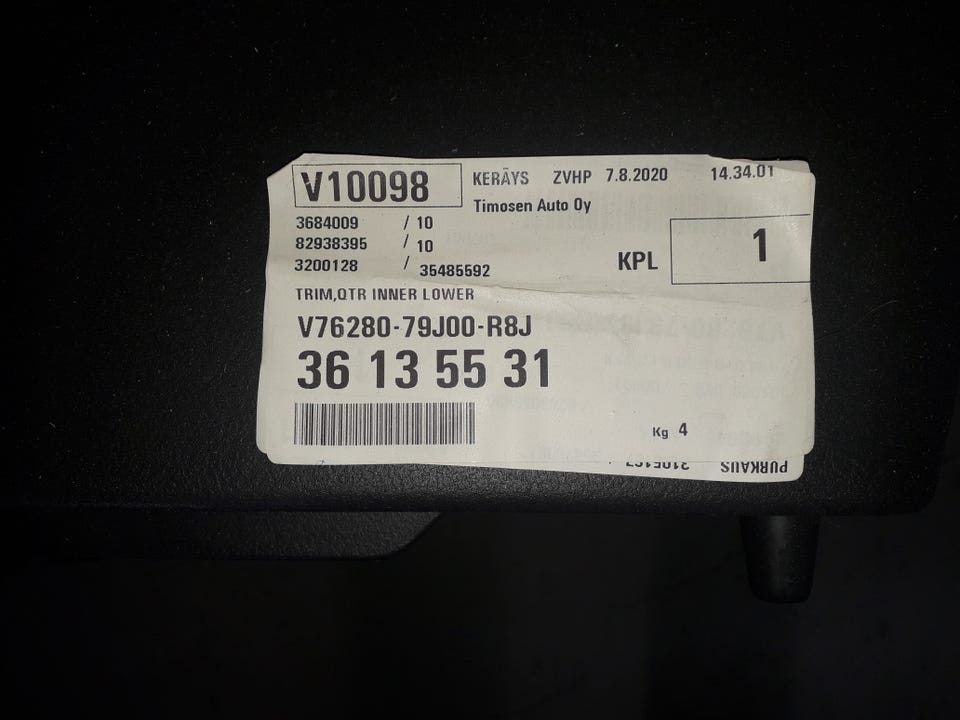 V10098 KERÄYS ZVHP 7.8.2020 14.34.01
Timosen Auto Oy
3684009 / 10
82938395 / 10
3200128 / 35485592
KPL 1
TRIM,QTR INNER LOWER
V76280-79J00-R8J
36 13 55 31
Kg 4
PURKAUS